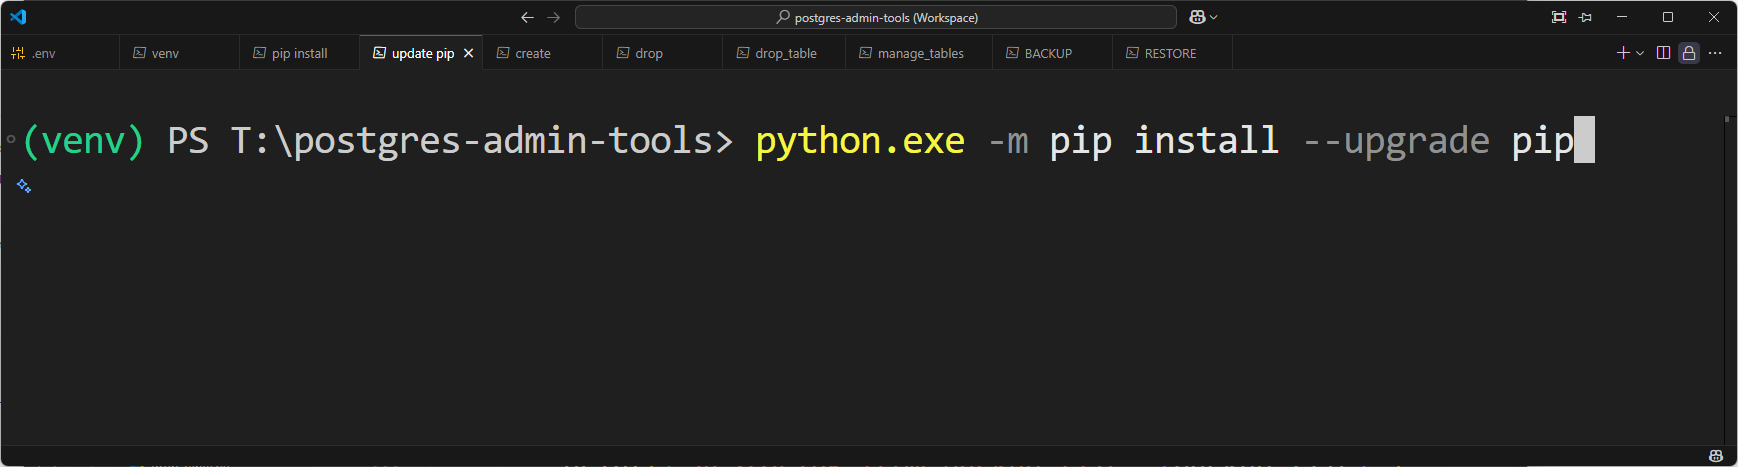 postgres-admin-tools (Workspace)
.env venv pip install update pip create drop drop_table manage_tables BACKUP RESTORE
(venv) PS T:\postgres-admin-tools> python.exe -m pip install --upgrade pip